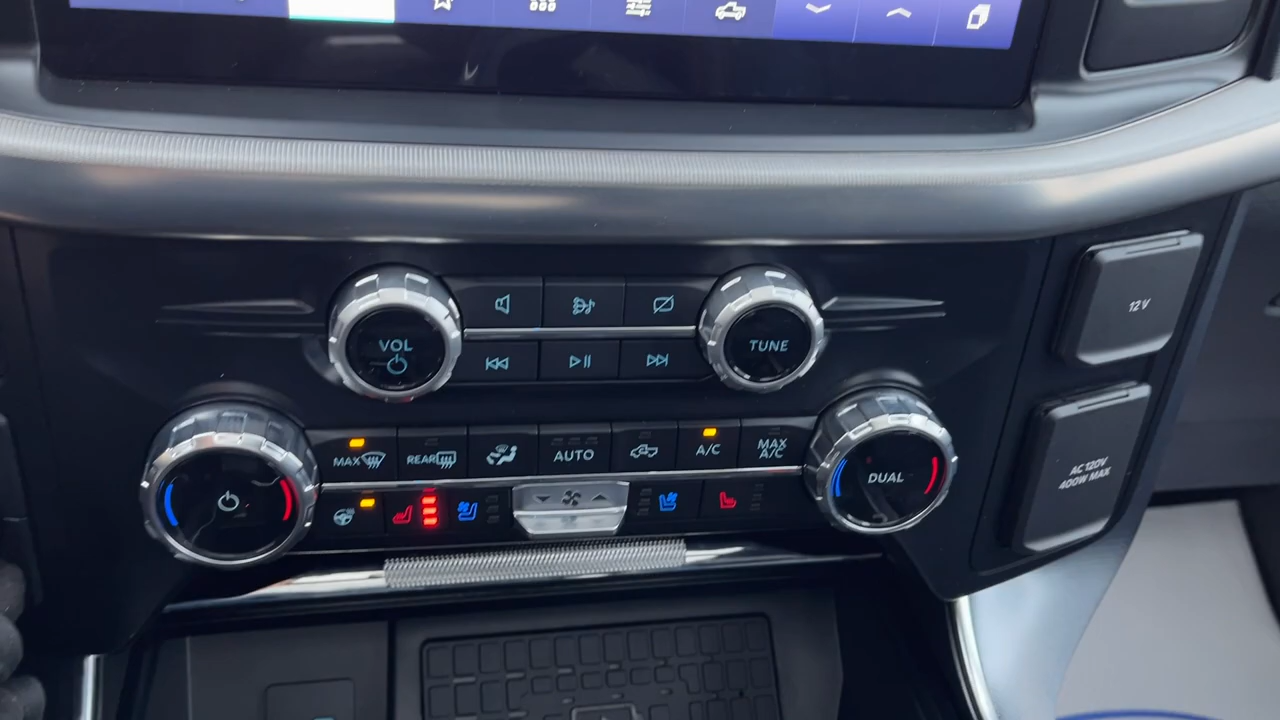 12V
VOL
TUNE
MAX
REAR
AUTO
A/C
MAX
A/C
DUAL
AC 120V
400W MAX